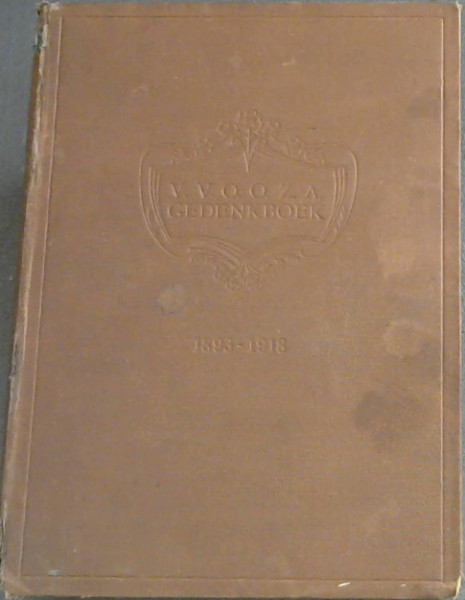 V. V. O. O. Z. A.
GEDENKBOEK
1893-1918